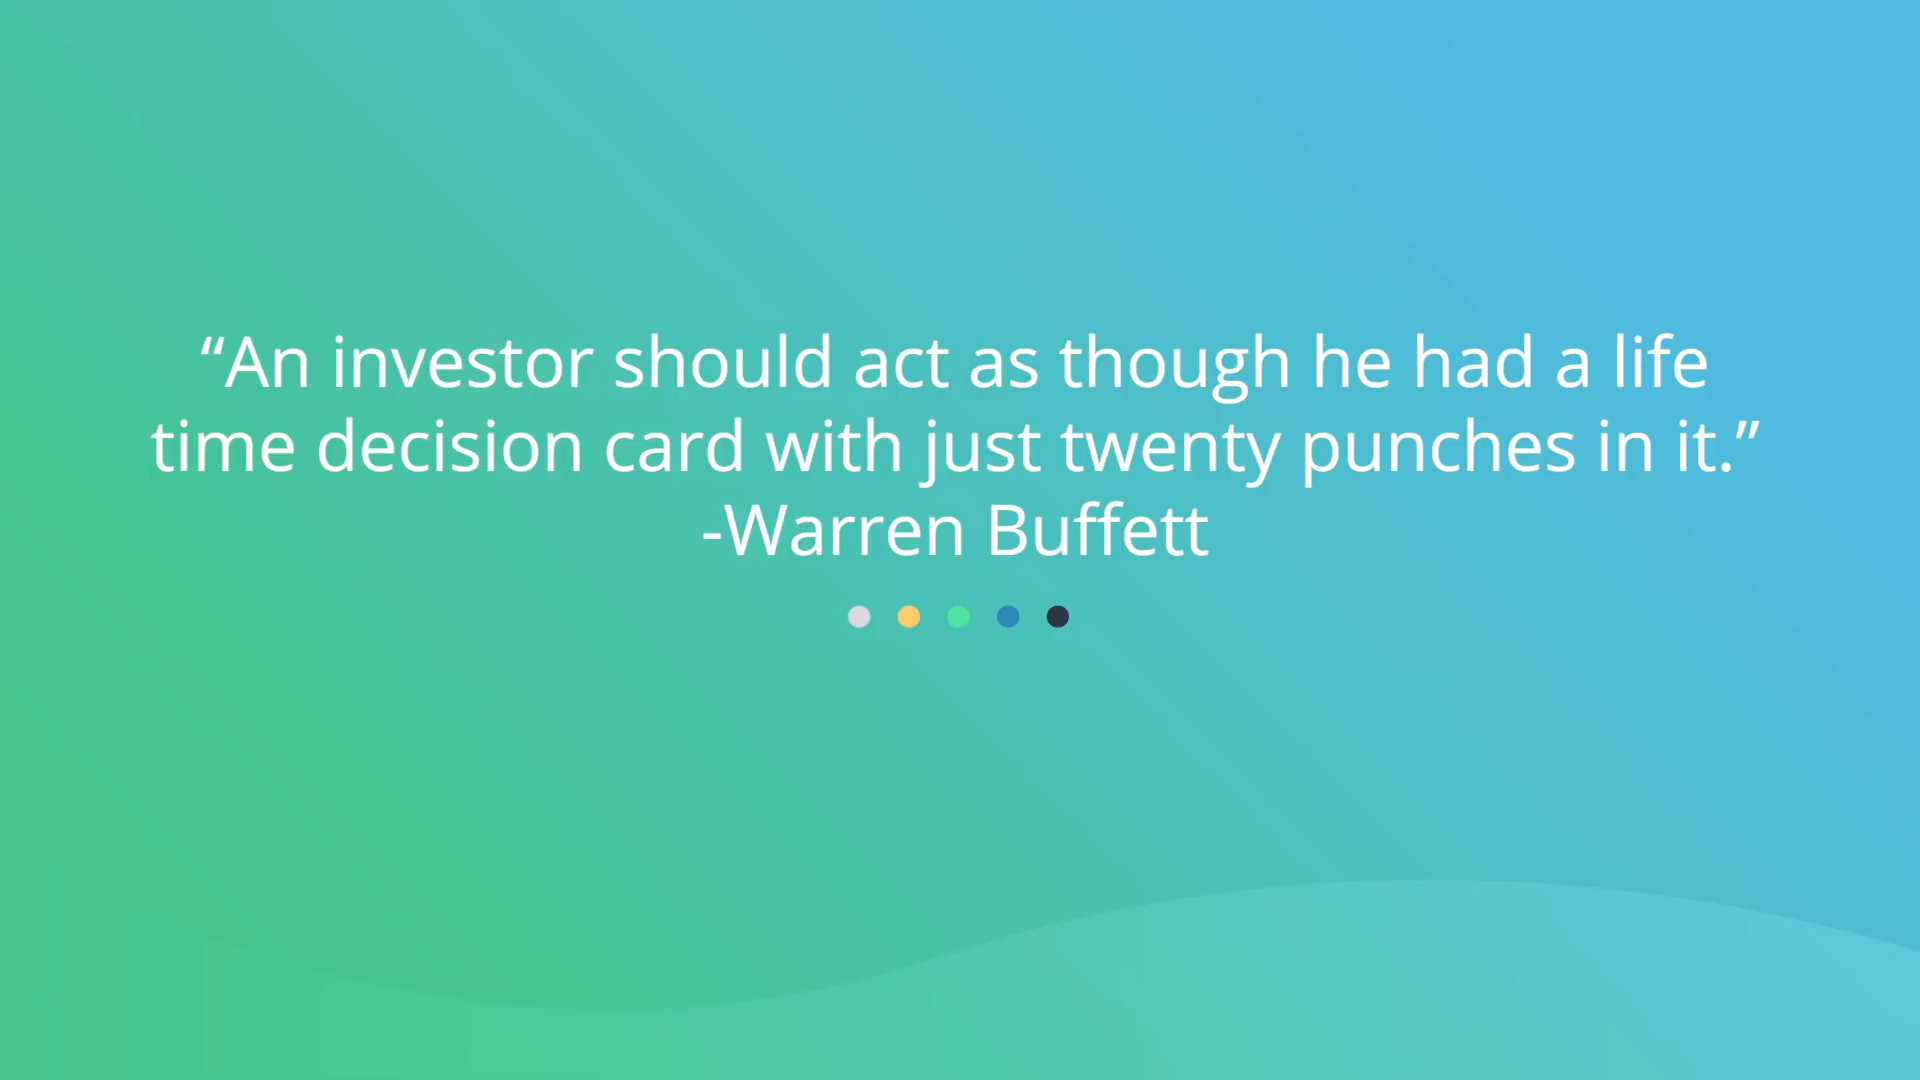 “An investor should act as though he had a life
time decision card with just twenty punches in it.”
-Warren Buffett